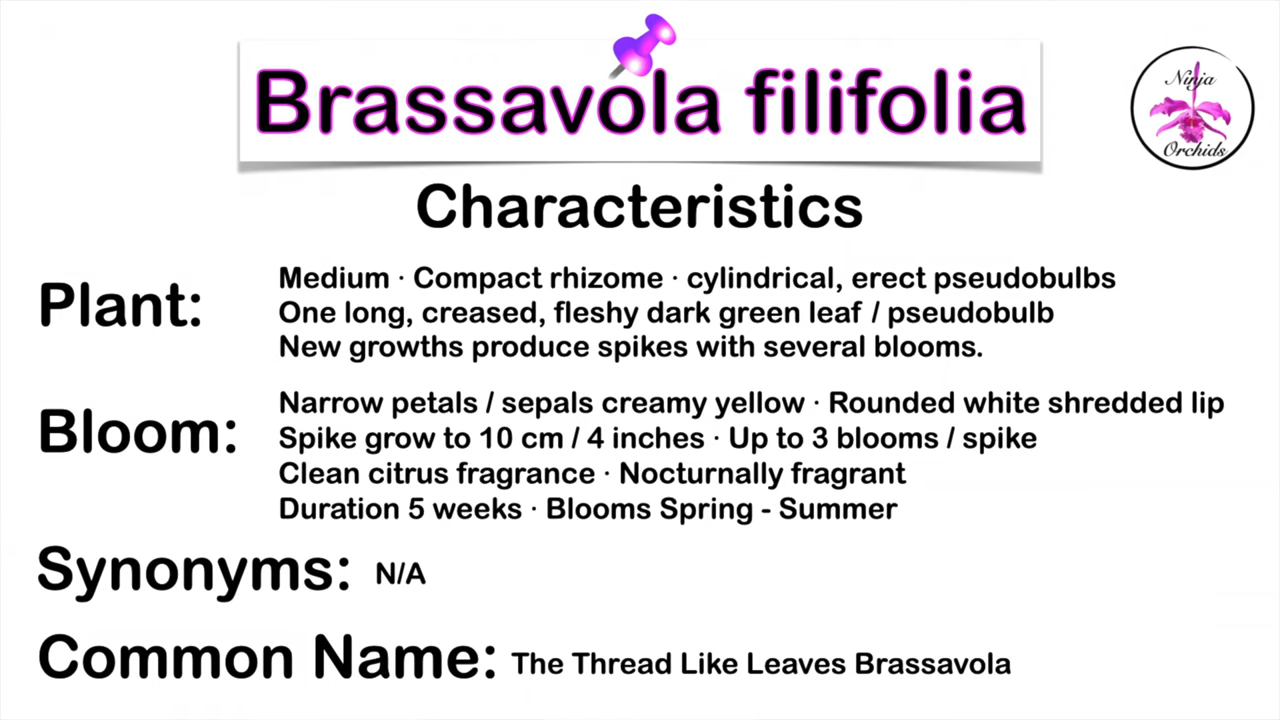 Brassavola filifolia
Ninja
Orchids
Characteristics
Plant:
Medium · Compact rhizome · cylindrical, erect pseudobulbs
One long, creased, fleshy dark green leaf / pseudobulb
New growths produce spikes with several blooms.
Bloom:
Narrow petals / sepals creamy yellow · Rounded white shredded lip
Spike grow to 10 cm / 4 inches · Up to 3 blooms / spike
Clean citrus fragrance · Nocturnally fragrant
Duration 5 weeks · Blooms Spring - Summer
Synonyms: N/A
Common Name: The Thread Like Leaves Brassavola